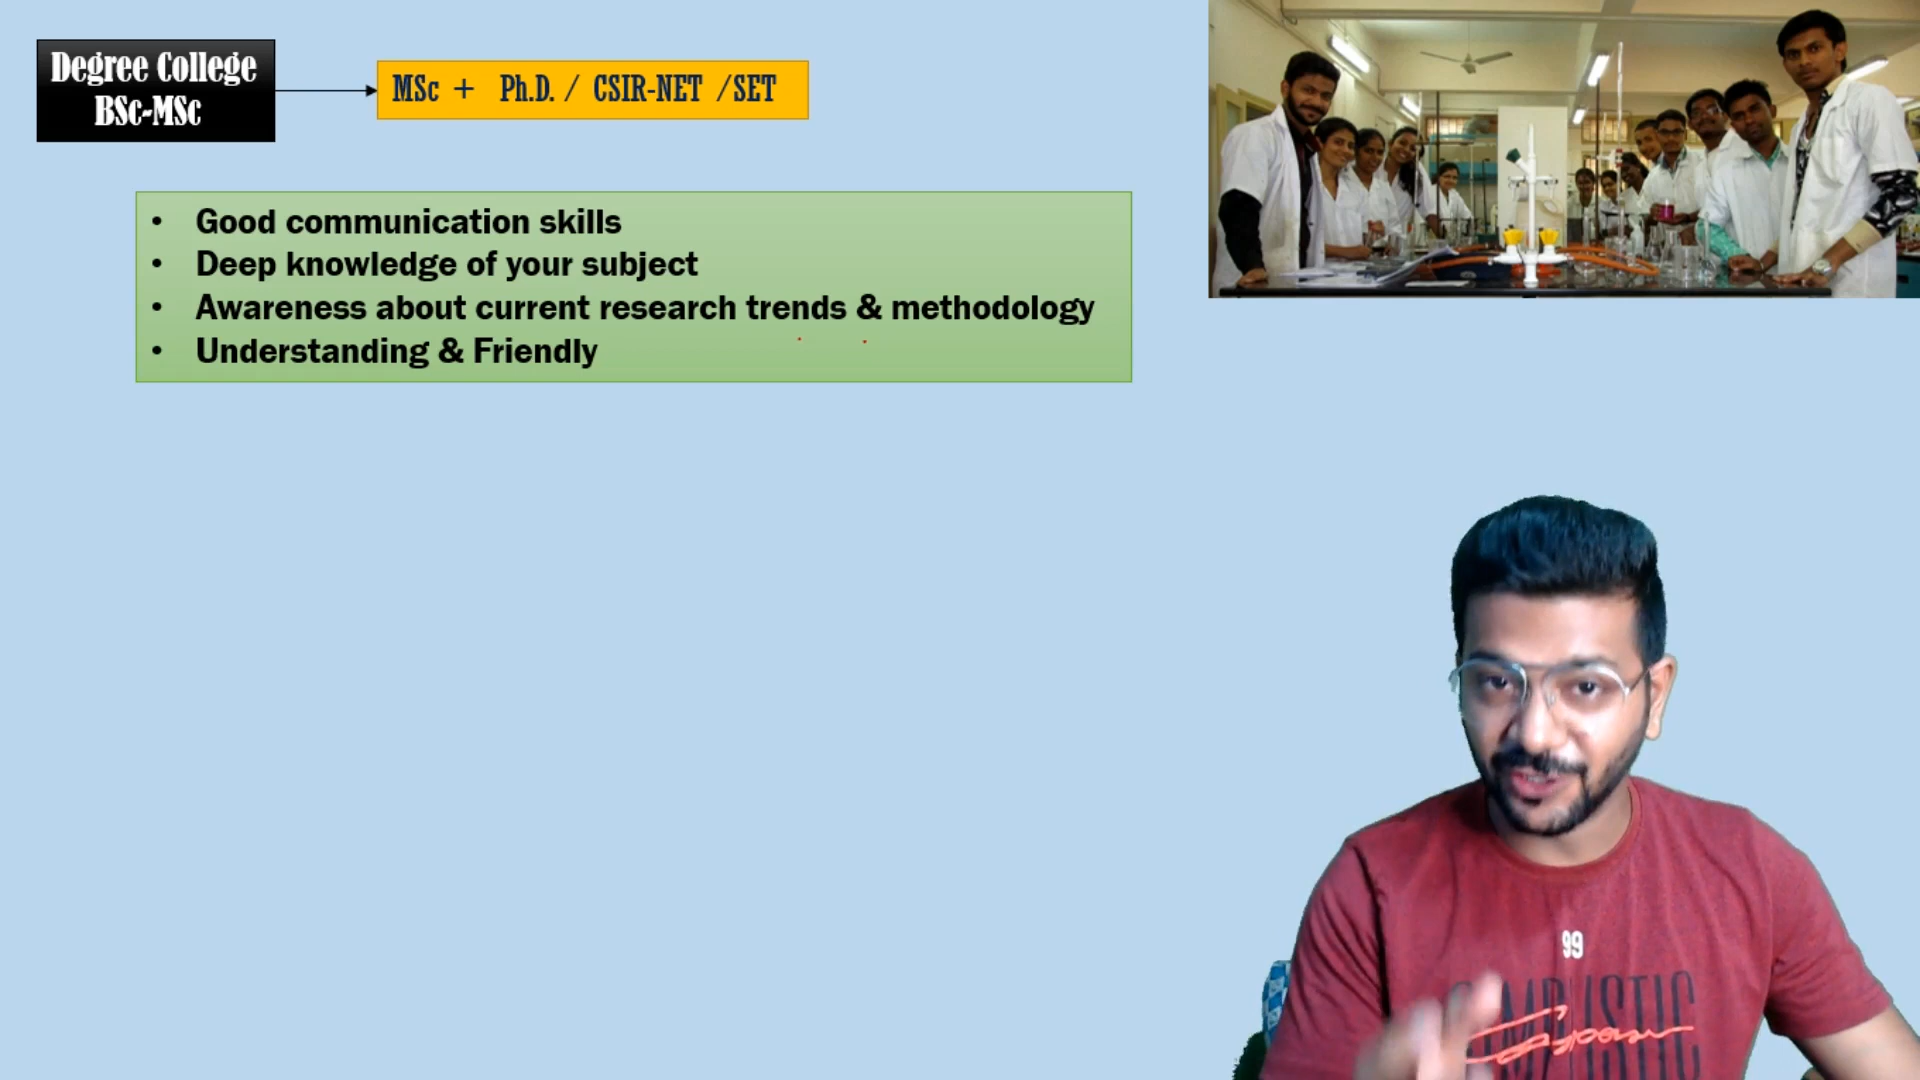 Degree College
BSc-MSc
MSc + Ph.D. / CSIR-NET /SET
• Good communication skills
• Deep knowledge of your subject
• Awareness about current research trends & methodology
• Understanding & Friendly
99